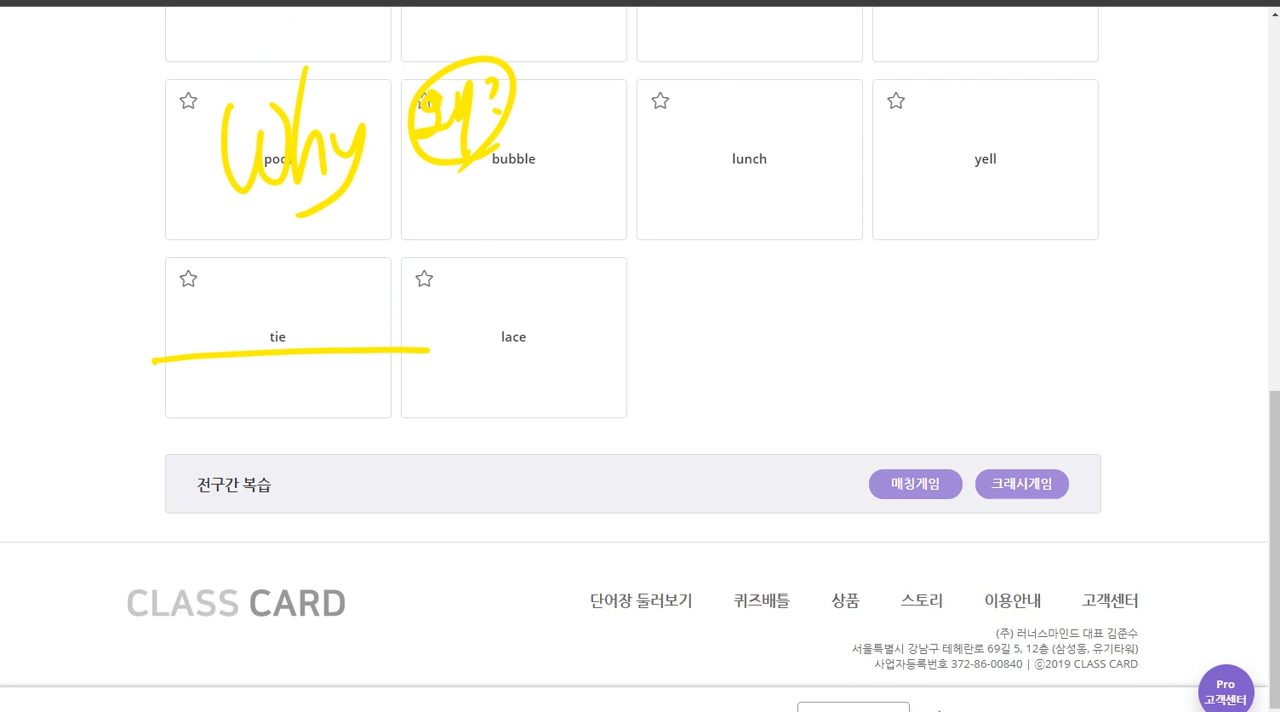 Why
왜?
bubble
lunch
yell
tie
lace
전구간 복습
매칭게임
크래시게임
CLASS CARD
단어장 둘러보기
퀴즈배틀
상품
스토리
이용안내
고객센터
(주) 러너스마인드 대표 김준수
서울특별시 강남구 테헤란로 69길 5, 12층 (삼성동, 유기타워)
사업자등록번호 372-86-00840 | ⓒ2019 CLASS CARD
Pro
고객센터